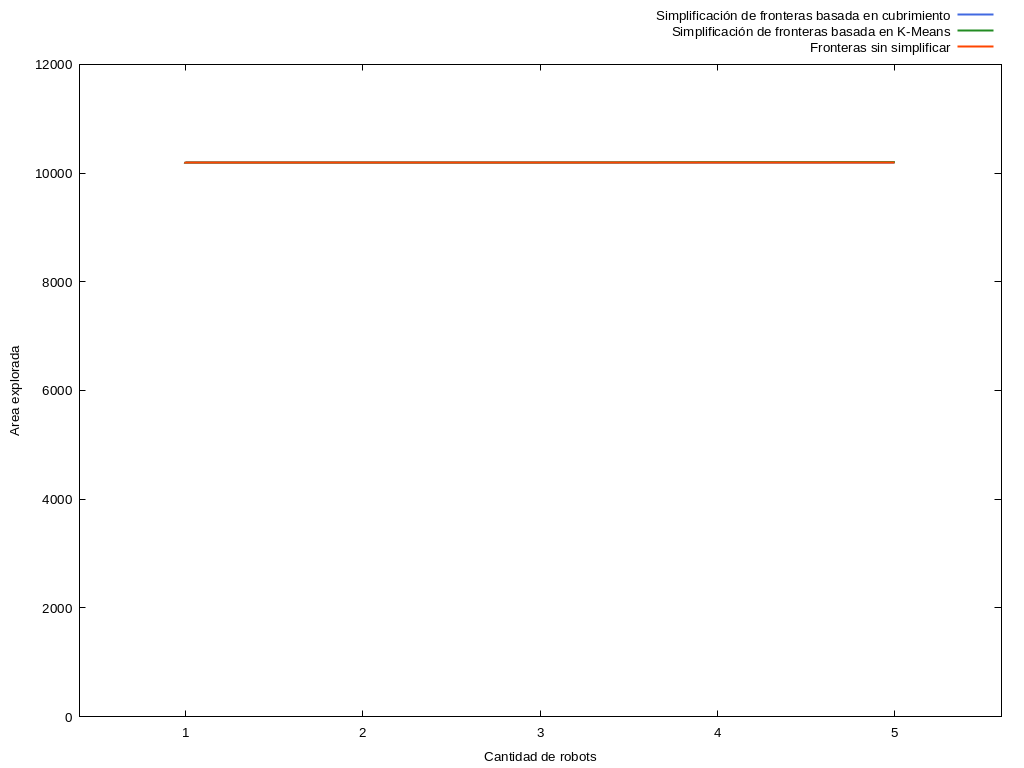 Simplificación de fronteras basada en cubrimiento
Simplificación de fronteras basada en K-Means
Fronteras sin simplificar
12000
10000
8000
6000
4000
2000
0
Area explorada
1 2 3 4 5
Cantidad de robots